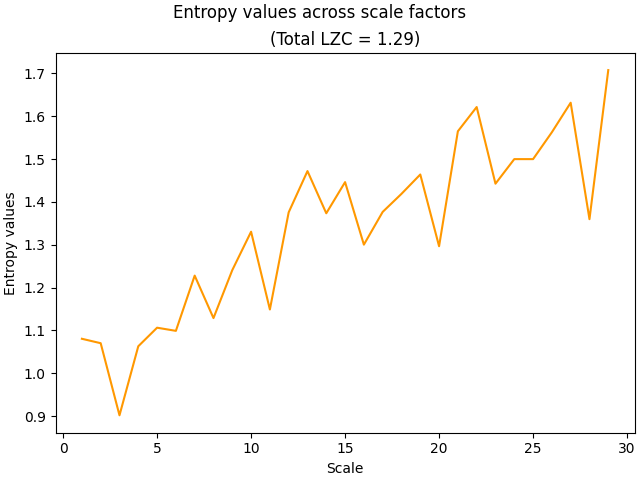 Entropy values across scale factors
(Total LZC = 1.29)
1.7
1.6
1.5
1.4
1.3
1.2
1.1
1.0
0.9
Entropy values
0 5 10 15 20 25 30
Scale